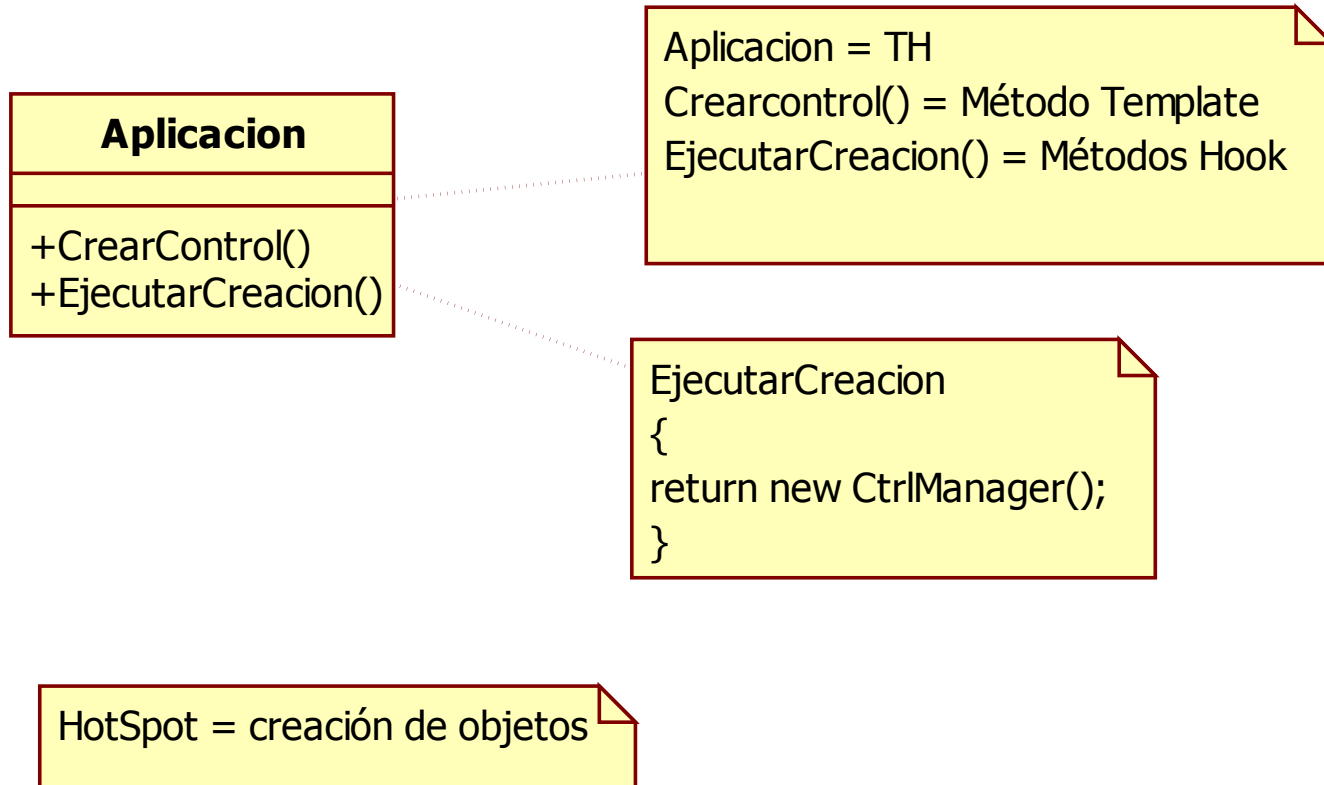 Aplicacion
+CrearControl()
+EjecutarCreacion()
Aplicacion = TH
Crearcontrol() = Método Template
EjecutarCreacion() = Métodos Hook
EjecutarCreacion
{
return new CtrlManager();
}
HotSpot = creación de objetos